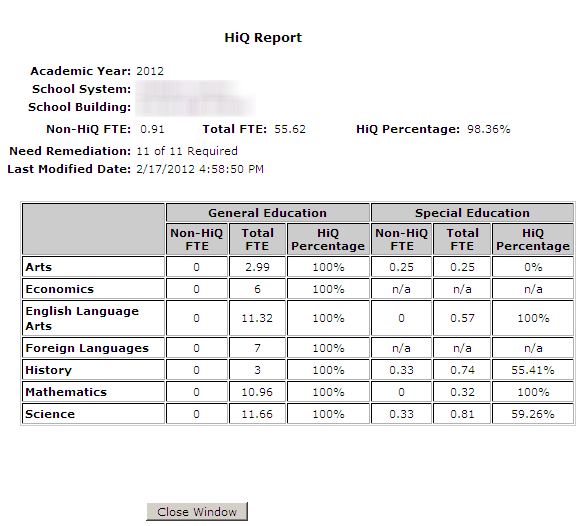 HiQ Report
Academic Year: 2012
School System:
School Building:
Non-HiQ FTE: 0.91 Total FTE: 55.62 HiQ Percentage: 98.36%
Need Remediation: 11 of 11 Required
Last Modified Date: 2/17/2012 4:58:50 PM
General Education Special Education
Non-HiQ FTE Total FTE HiQ Percentage Non-HiQ FTE Total FTE HiQ Percentage
Arts 0 2.99 100% 0.25 0.25 0%
Economics 0 6 100% n/a n/a n/a
English Language Arts 0 11.32 100% 0 0.57 100%
Foreign Languages 0 7 100% n/a n/a n/a
History 0 3 100% 0.33 0.74 55.41%
Mathematics 0 10.96 100% 0 0.32 100%
Science 0 11.66 100% 0.33 0.81 59.26%
Close Window